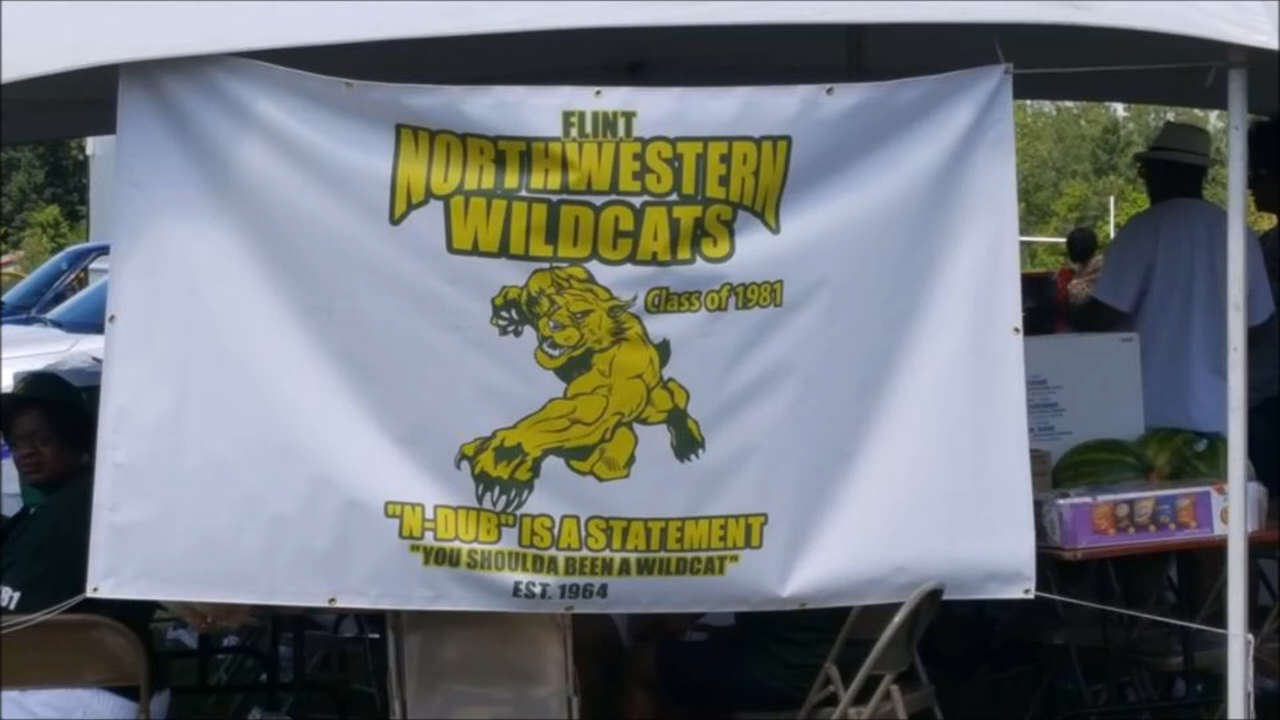 FLINT
NORTHWESTERN
WILDCATS
Class of 1981
"N-DUB" IS A STATEMENT
"YOU SHOULDA BEEN A WILDCAT"
EST. 1964